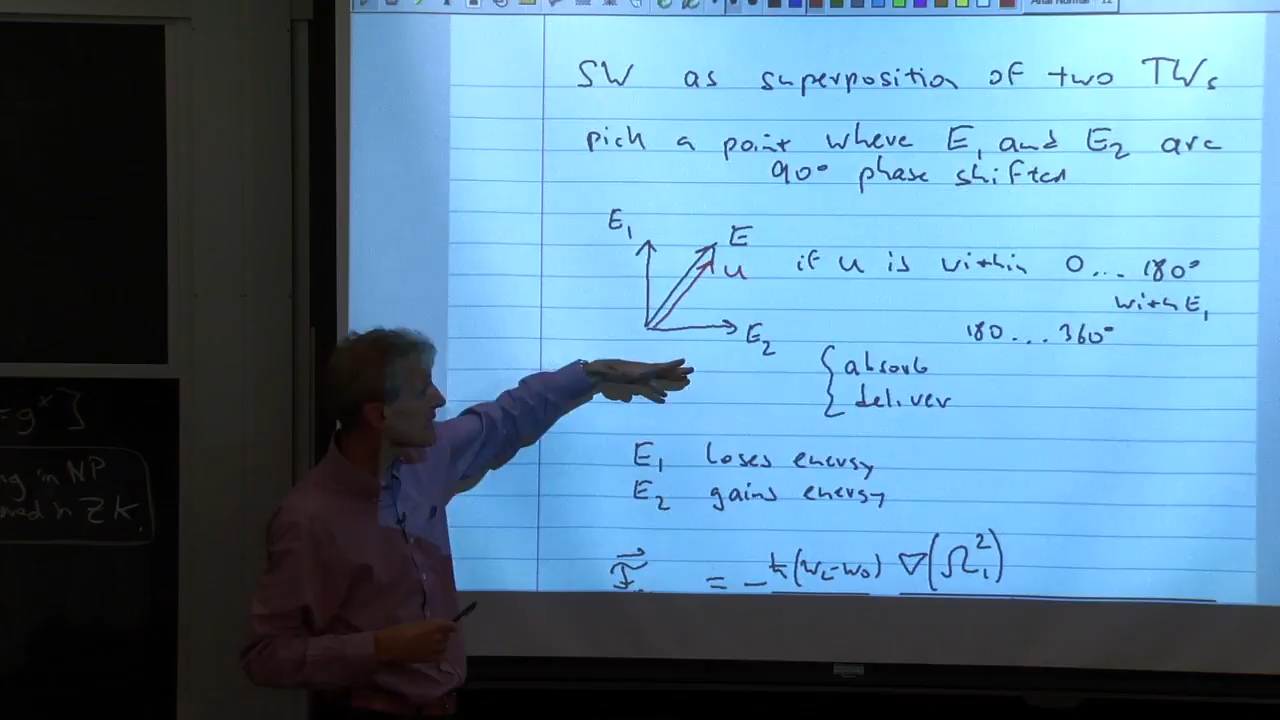 SW as superposition of two TWs
pick a point where E₁ and E₂ are
90° phase shifted
E₁
E
u
E₂
if u is within 0... 180°
with E₁
180... 360°
{ absorb
deliver
E₁ loses energy
E₂ gains energy
= - ħ(ω_L-ω₀) ∇(Ω₁²)
= g^x }
ng in NP
in ZK.